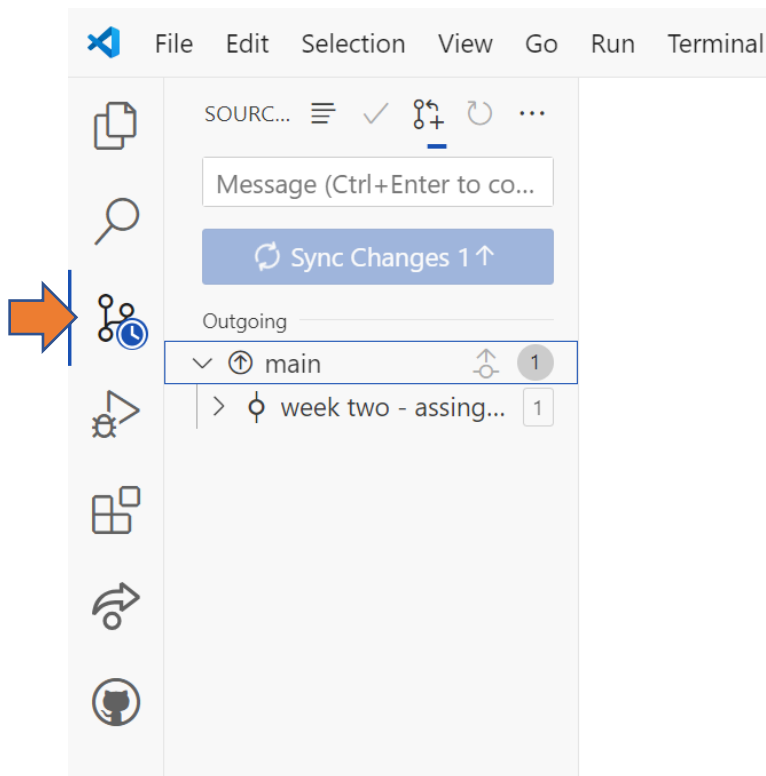 File Edit Selection View Go Run Terminal
SOURC... ...
Message (Ctrl+Enter to co...
Sync Changes 1↑
Outgoing
main 1
week two - assing... 1